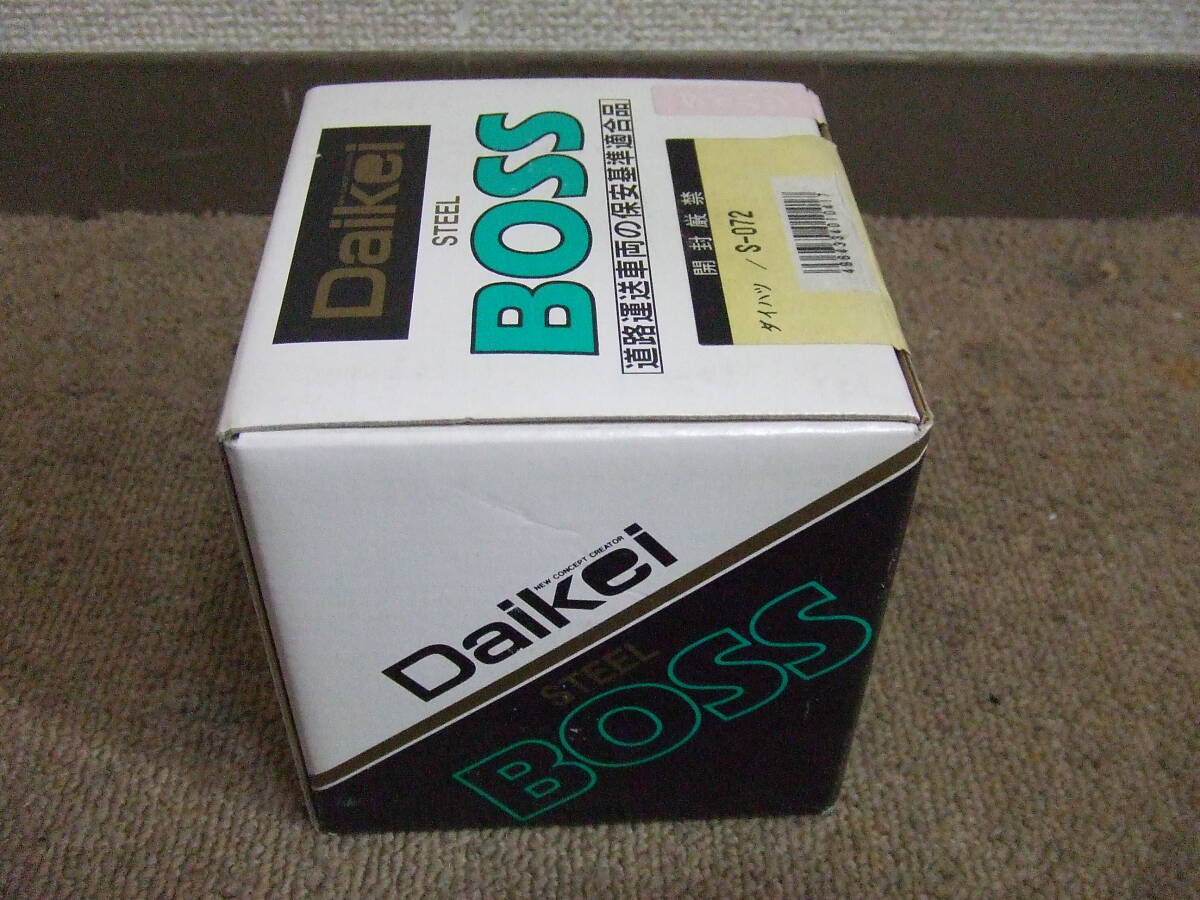 Daikei
STEEL
BOSS
道路運送車両の保安基準適合品
開封厳禁
ダイハツ / S-072
NEW CONCEPT CREATOR
Daikei
STEEL
BOSS